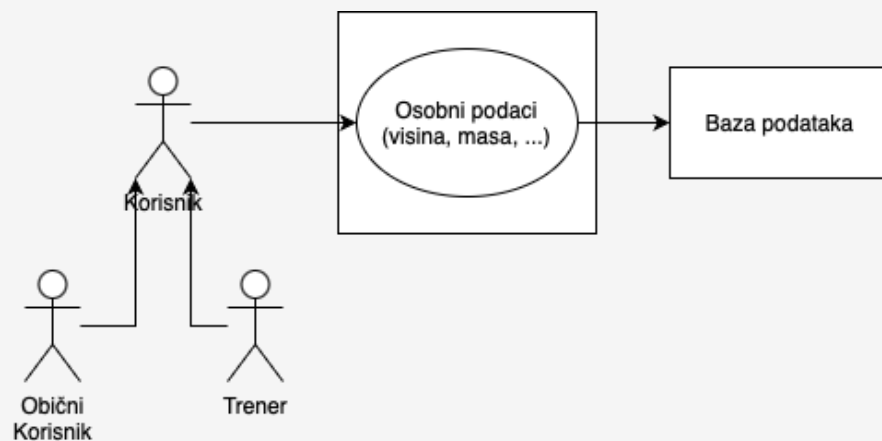 Osobni podaci
(visina, masa, ...)
Baza podataka
Korisnik
Obični
Korisnik
Trener